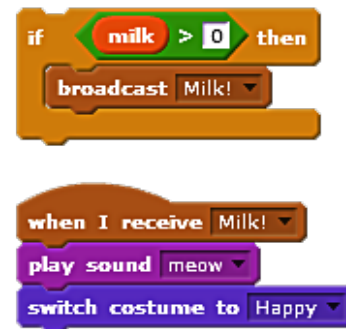 if milk > 0 then
broadcast Milk!
when I receive Milk!
play sound meow
switch costume to Happy